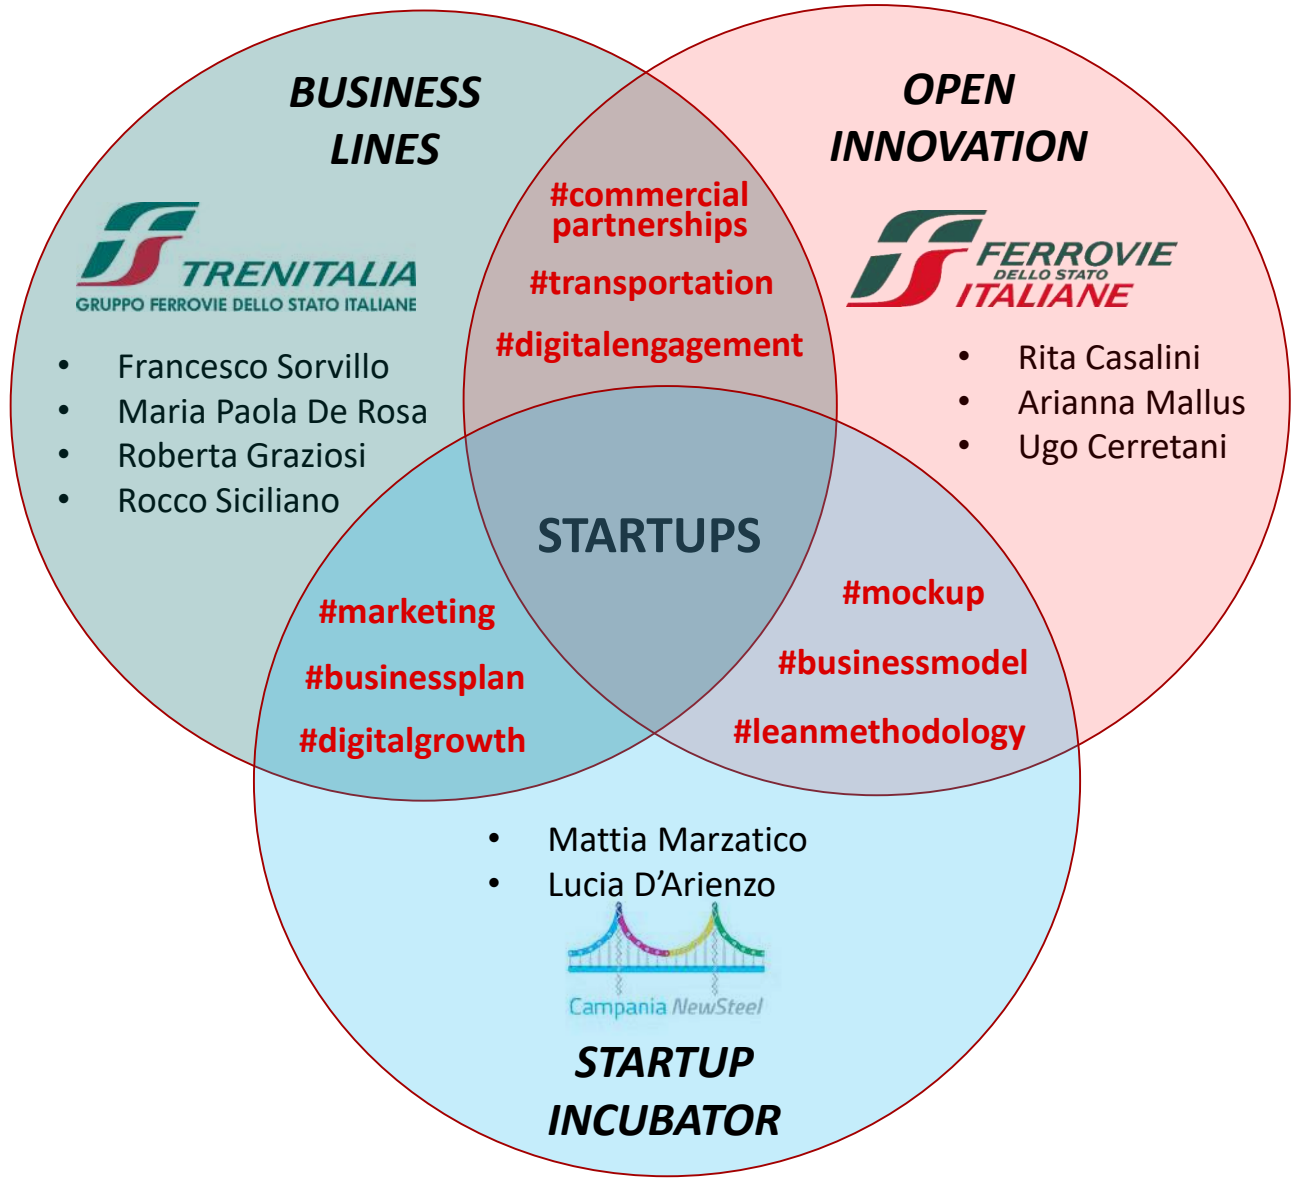 BUSINESS
LINES
OPEN
INNOVATION
#commercial
partnerships
#transportation
#digitalengagement
TRENITALIA
GRUPPO FERROVIE DELLO STATO ITALIANE
FERROVIE
DELLO STATO
ITALIANE
• Francesco Sorvillo
• Maria Paola De Rosa
• Roberta Graziosi
• Rocco Siciliano
• Rita Casalini
• Arianna Mallus
• Ugo Cerretani
STARTUPS
#marketing
#businessplan
#digitalgrowth
#mockup
#businessmodel
#leanmethodology
• Mattia Marzatico
• Lucia D’Arienzo
Campania NewSteel
STARTUP
INCUBATOR